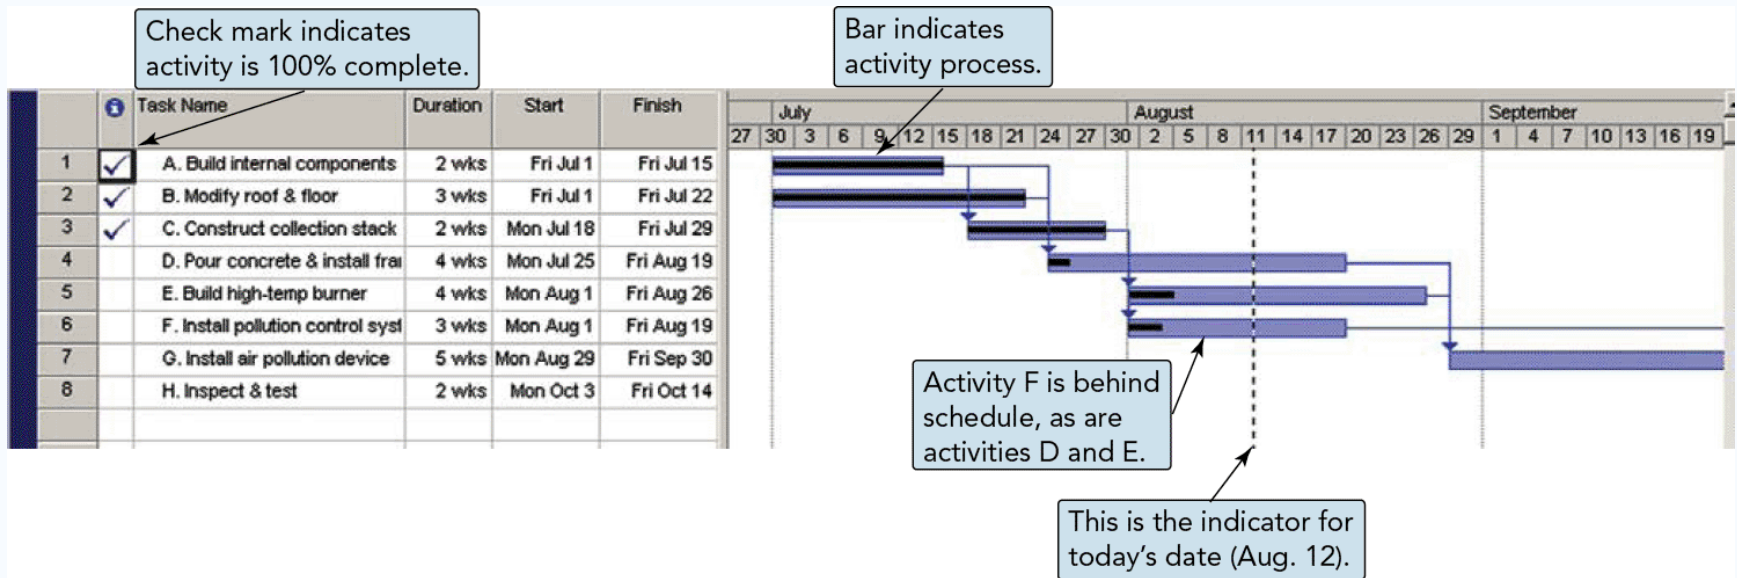 Check mark indicates
activity is 100% complete.
Bar indicates
activity process.
Task Name Duration Start Finish
July August September
27 30 3 6 9 12 15 18 21 24 27 30 2 5 8 11 14 17 20 23 26 29 1 4 7 10 13 16 19
1 A. Build internal components 2 wks Fri Jul 1 Fri Jul 15
2 B. Modify roof & floor 3 wks Fri Jul 1 Fri Jul 22
3 C. Construct collection stack 2 wks Mon Jul 18 Fri Jul 29
4 D. Pour concrete & install frai 4 wks Mon Jul 25 Fri Aug 19
5 E. Build high-temp burner 4 wks Mon Aug 1 Fri Aug 26
6 F. Install pollution control syst 3 wks Mon Aug 1 Fri Aug 19
7 G. Install air pollution device 5 wks Mon Aug 29 Fri Sep 30
8 H. Inspect & test 2 wks Mon Oct 3 Fri Oct 14
Activity F is behind
schedule, as are
activities D and E.
This is the indicator for
today's date (Aug. 12).